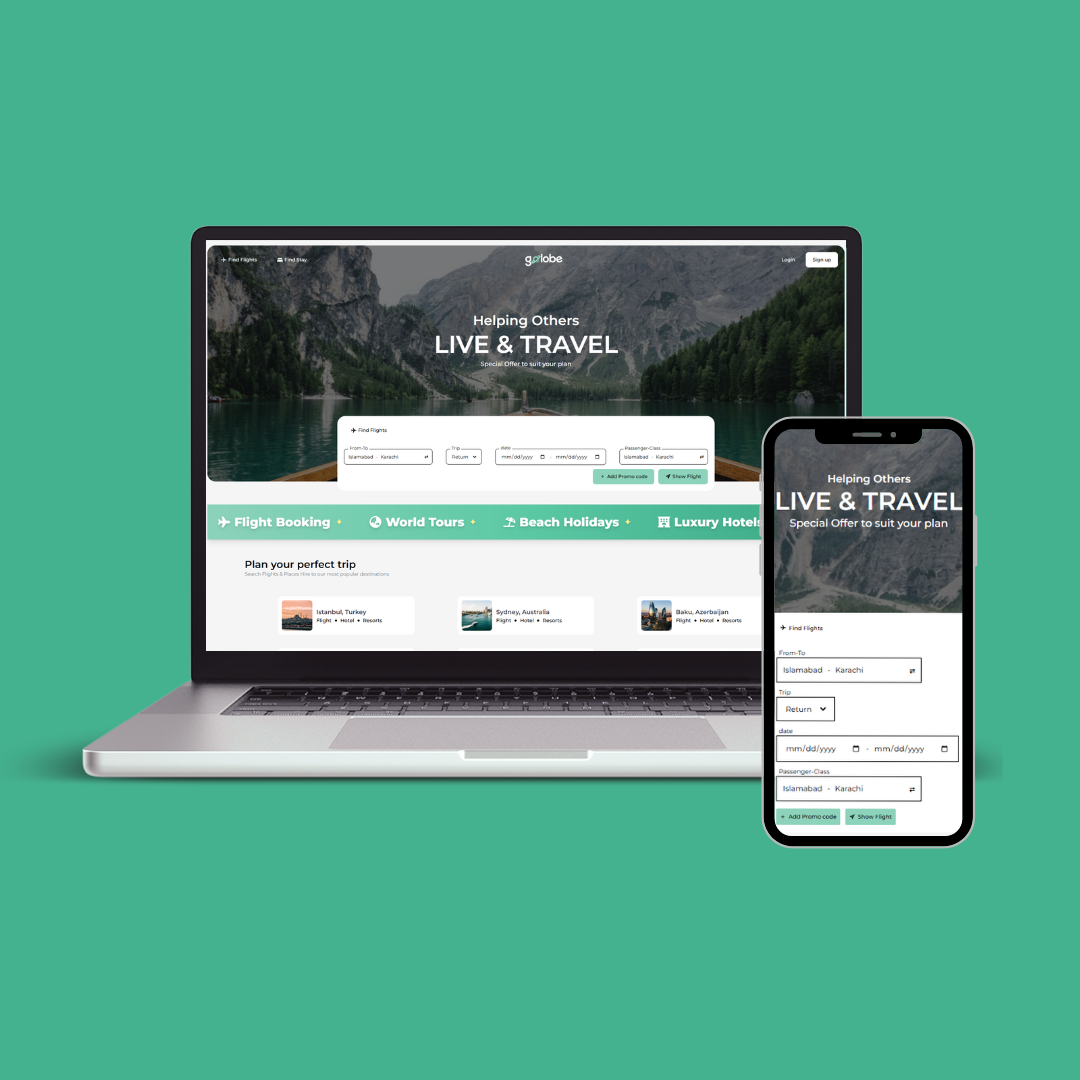 Find Flights
Find Stay
golobe
Login
Sign up
Helping Others
LIVE & TRAVEL
Special Offer to suit your plan
Find Flights
From-To
Islamabad - Karachi
Trip
Return
date
mm/dd/yyyy - mm/dd/yyyy
Passenger-Class
Islamabad - Karachi
+ Add Promo code
Show Flight
Flight Booking
World Tours
Beach Holidays
Luxury Hotels
Plan your perfect trip
Search Flights & Places Hire to our most popular destinations
Istanbul, Turkey
Flight • Hotel • Resorts
Sydney, Australia
Flight • Hotel • Resorts
Baku, Azerbaijan
Flight • Hotel • Resorts
Helping Others
LIVE & TRAVEL
Special Offer to suit your plan
Find Flights
From-To
Islamabad - Karachi
Trip
Return
date
mm/dd/yyyy - mm/dd/yyyy
Passenger-Class
Islamabad - Karachi
+ Add Promo code
Show Flight